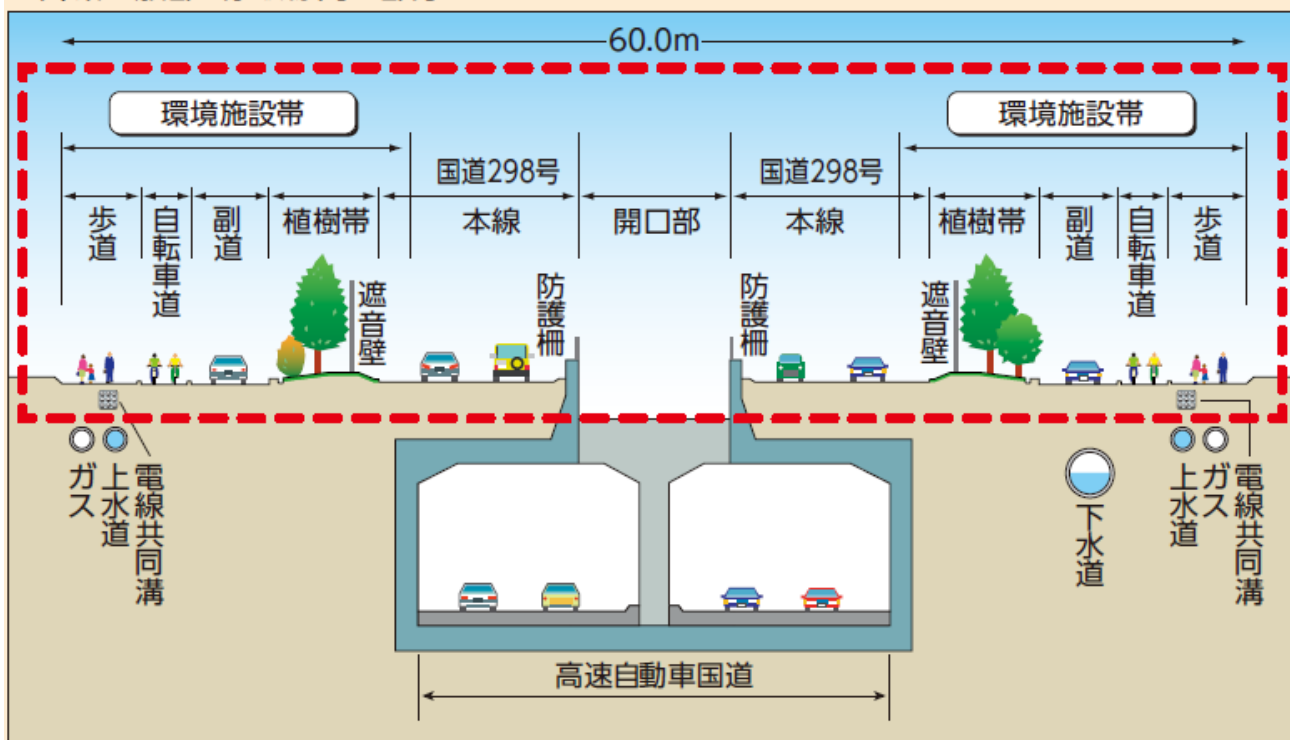 60.0m
環境施設帯
環境施設帯
国道298号
国道298号
歩道
自転車道
副道
植樹帯
本線
開口部
本線
植樹帯
副道
自転車道
歩道
遮音壁
防護柵
防護柵
遮音壁
ガス
上水道
電線共同溝
下水道
上水道
ガス
電線共同溝
高速自動車国道